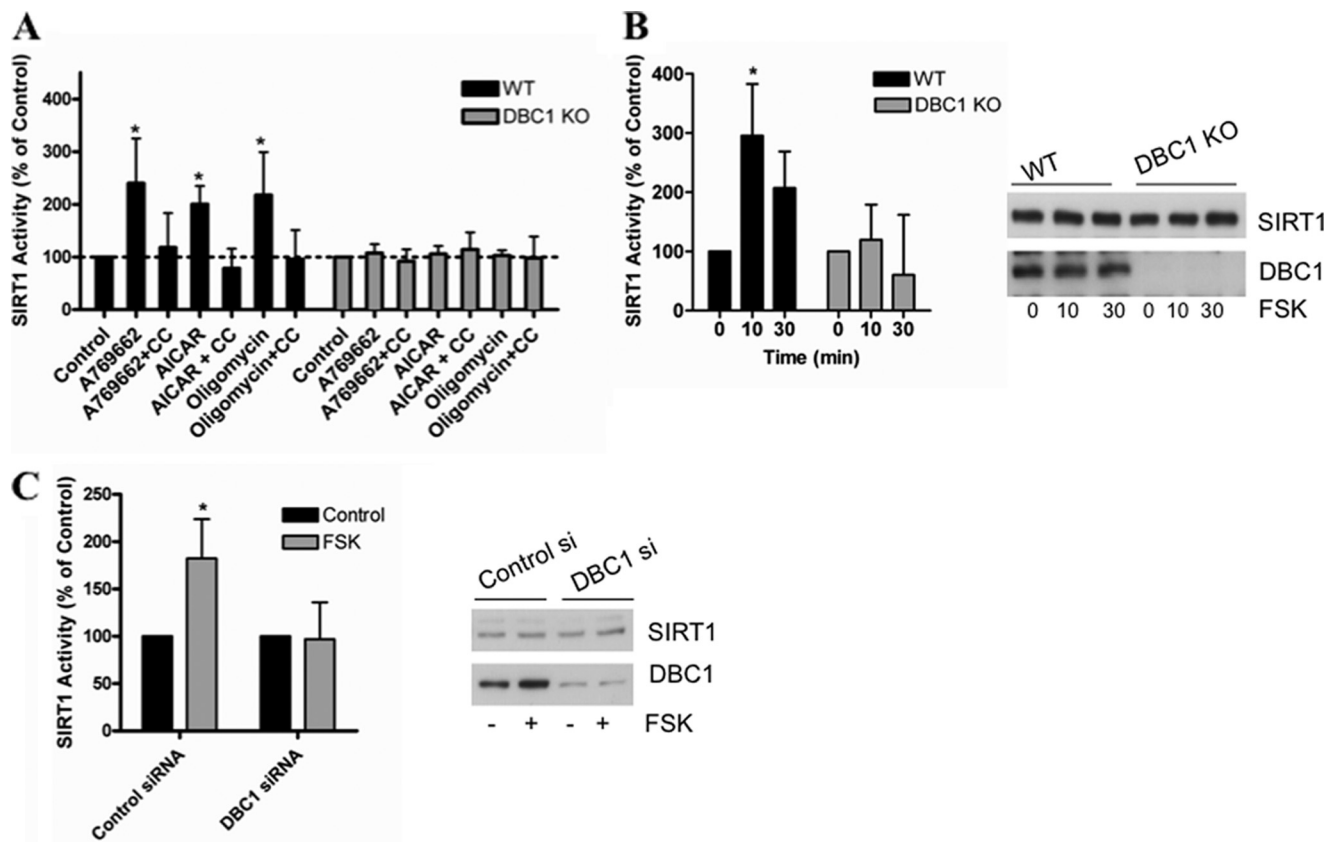 A
SIRT1 Activity (% of Control)
400
300
200
100
0
*
*
*
WT
DBC1 KO
Control
A769662
A769662+CC
AICAR
AICAR + CC
Oligomycin
Oligomycin+CC
Control
A769662
A769662+CC
AICAR
AICAR + CC
Oligomycin
Oligomycin+CC
B
SIRT1 Activity (% of Control)
400
300
200
100
0
*
WT
DBC1 KO
0 10 30 0 10 30
Time (min)
WT DBC1 KO
SIRT1
DBC1
0 10 30 0 10 30 FSK
C
SIRT1 Activity (% of Control)
250
200
150
100
50
0
*
Control
FSK
Control siRNA
DBC1 siRNA
Control si DBC1 si
SIRT1
DBC1
- + - + FSK